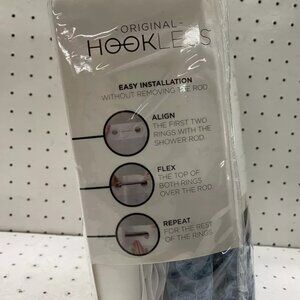 ORIGINAL
HOOKLESS
EASY INSTALLATION
WITHOUT REMOVING THE ROD
ALIGN
THE FIRST TWO
RINGS WITH THE
SHOWER ROD.
FLEX
THE TOP OF
BOTH RINGS
OVER THE ROD.
REPEAT
FOR THE REST
OF THE RINGS.